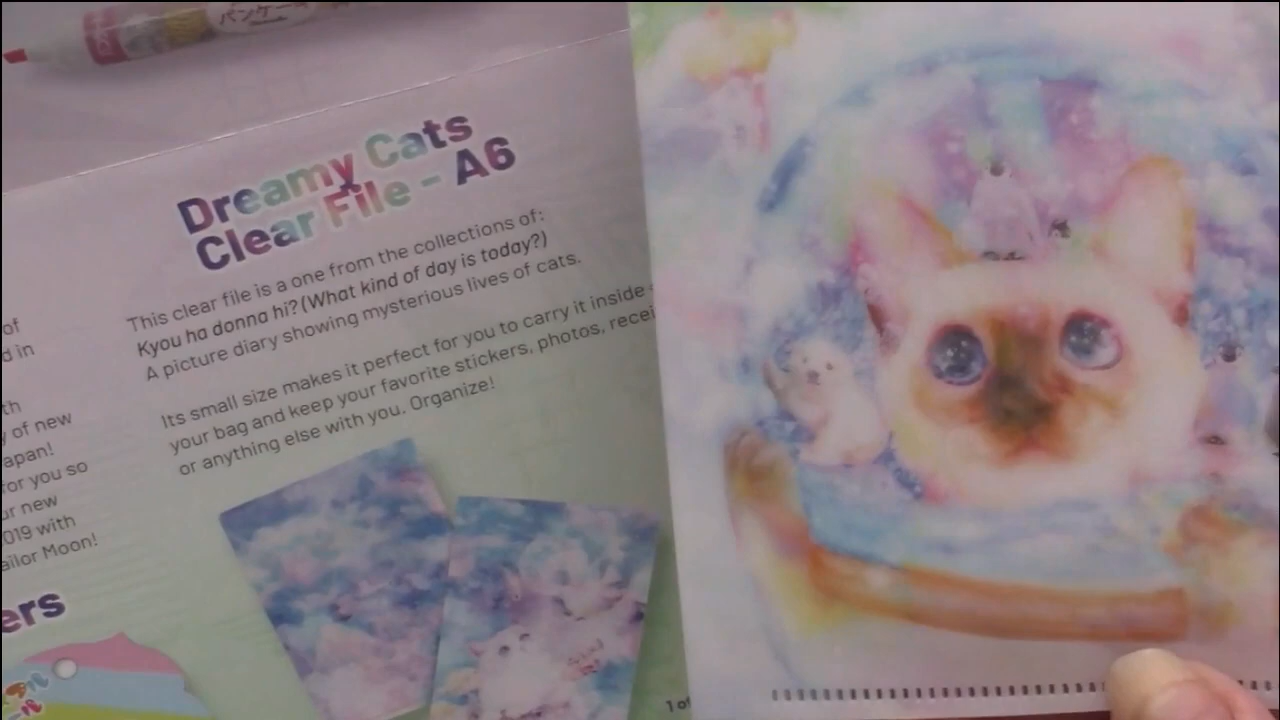 パンケー
Dreamy Cats
Clear File - A6
This clear file is a one from the collections of:
Kyou ha donna hi? (What kind of day is today?)
A picture diary showing mysterious lives of cats.
Its small size makes it perfect for you to carry it inside
your bag and keep your favorite stickers, photos, recei
or anything else with you. Organize!
of
d in
th
y of new
apan!
for you so
ur new
019 with
ailor Moon!
ers
1 of